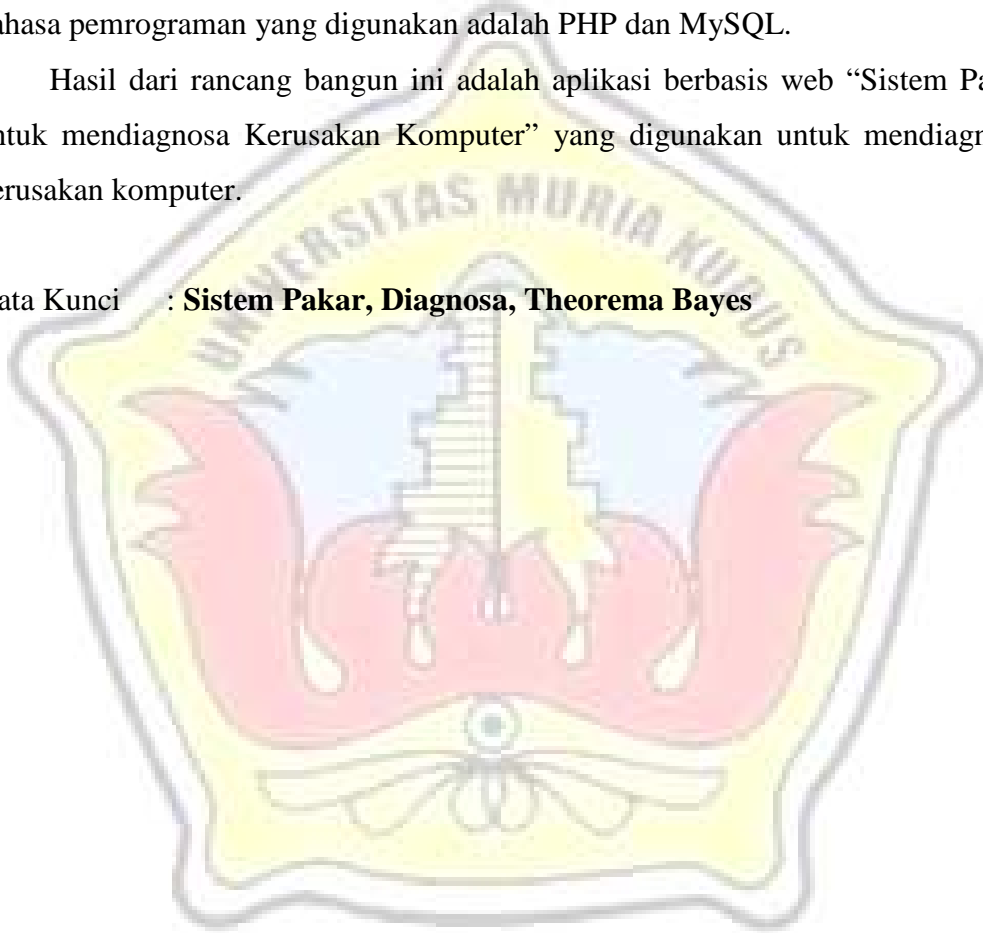 ahasa pemrograman yang digunakan adalah PHP dan MySQL.
Hasil dari rancang bangun ini adalah aplikasi berbasis web “Sistem Pa
ntuk mendiagnosa Kerusakan Komputer” yang digunakan untuk mendiagn
erusakan komputer.
UNIVERSITAS MURIA KUDUS
ata Kunci : Sistem Pakar, Diagnosa, Theorema Bayes